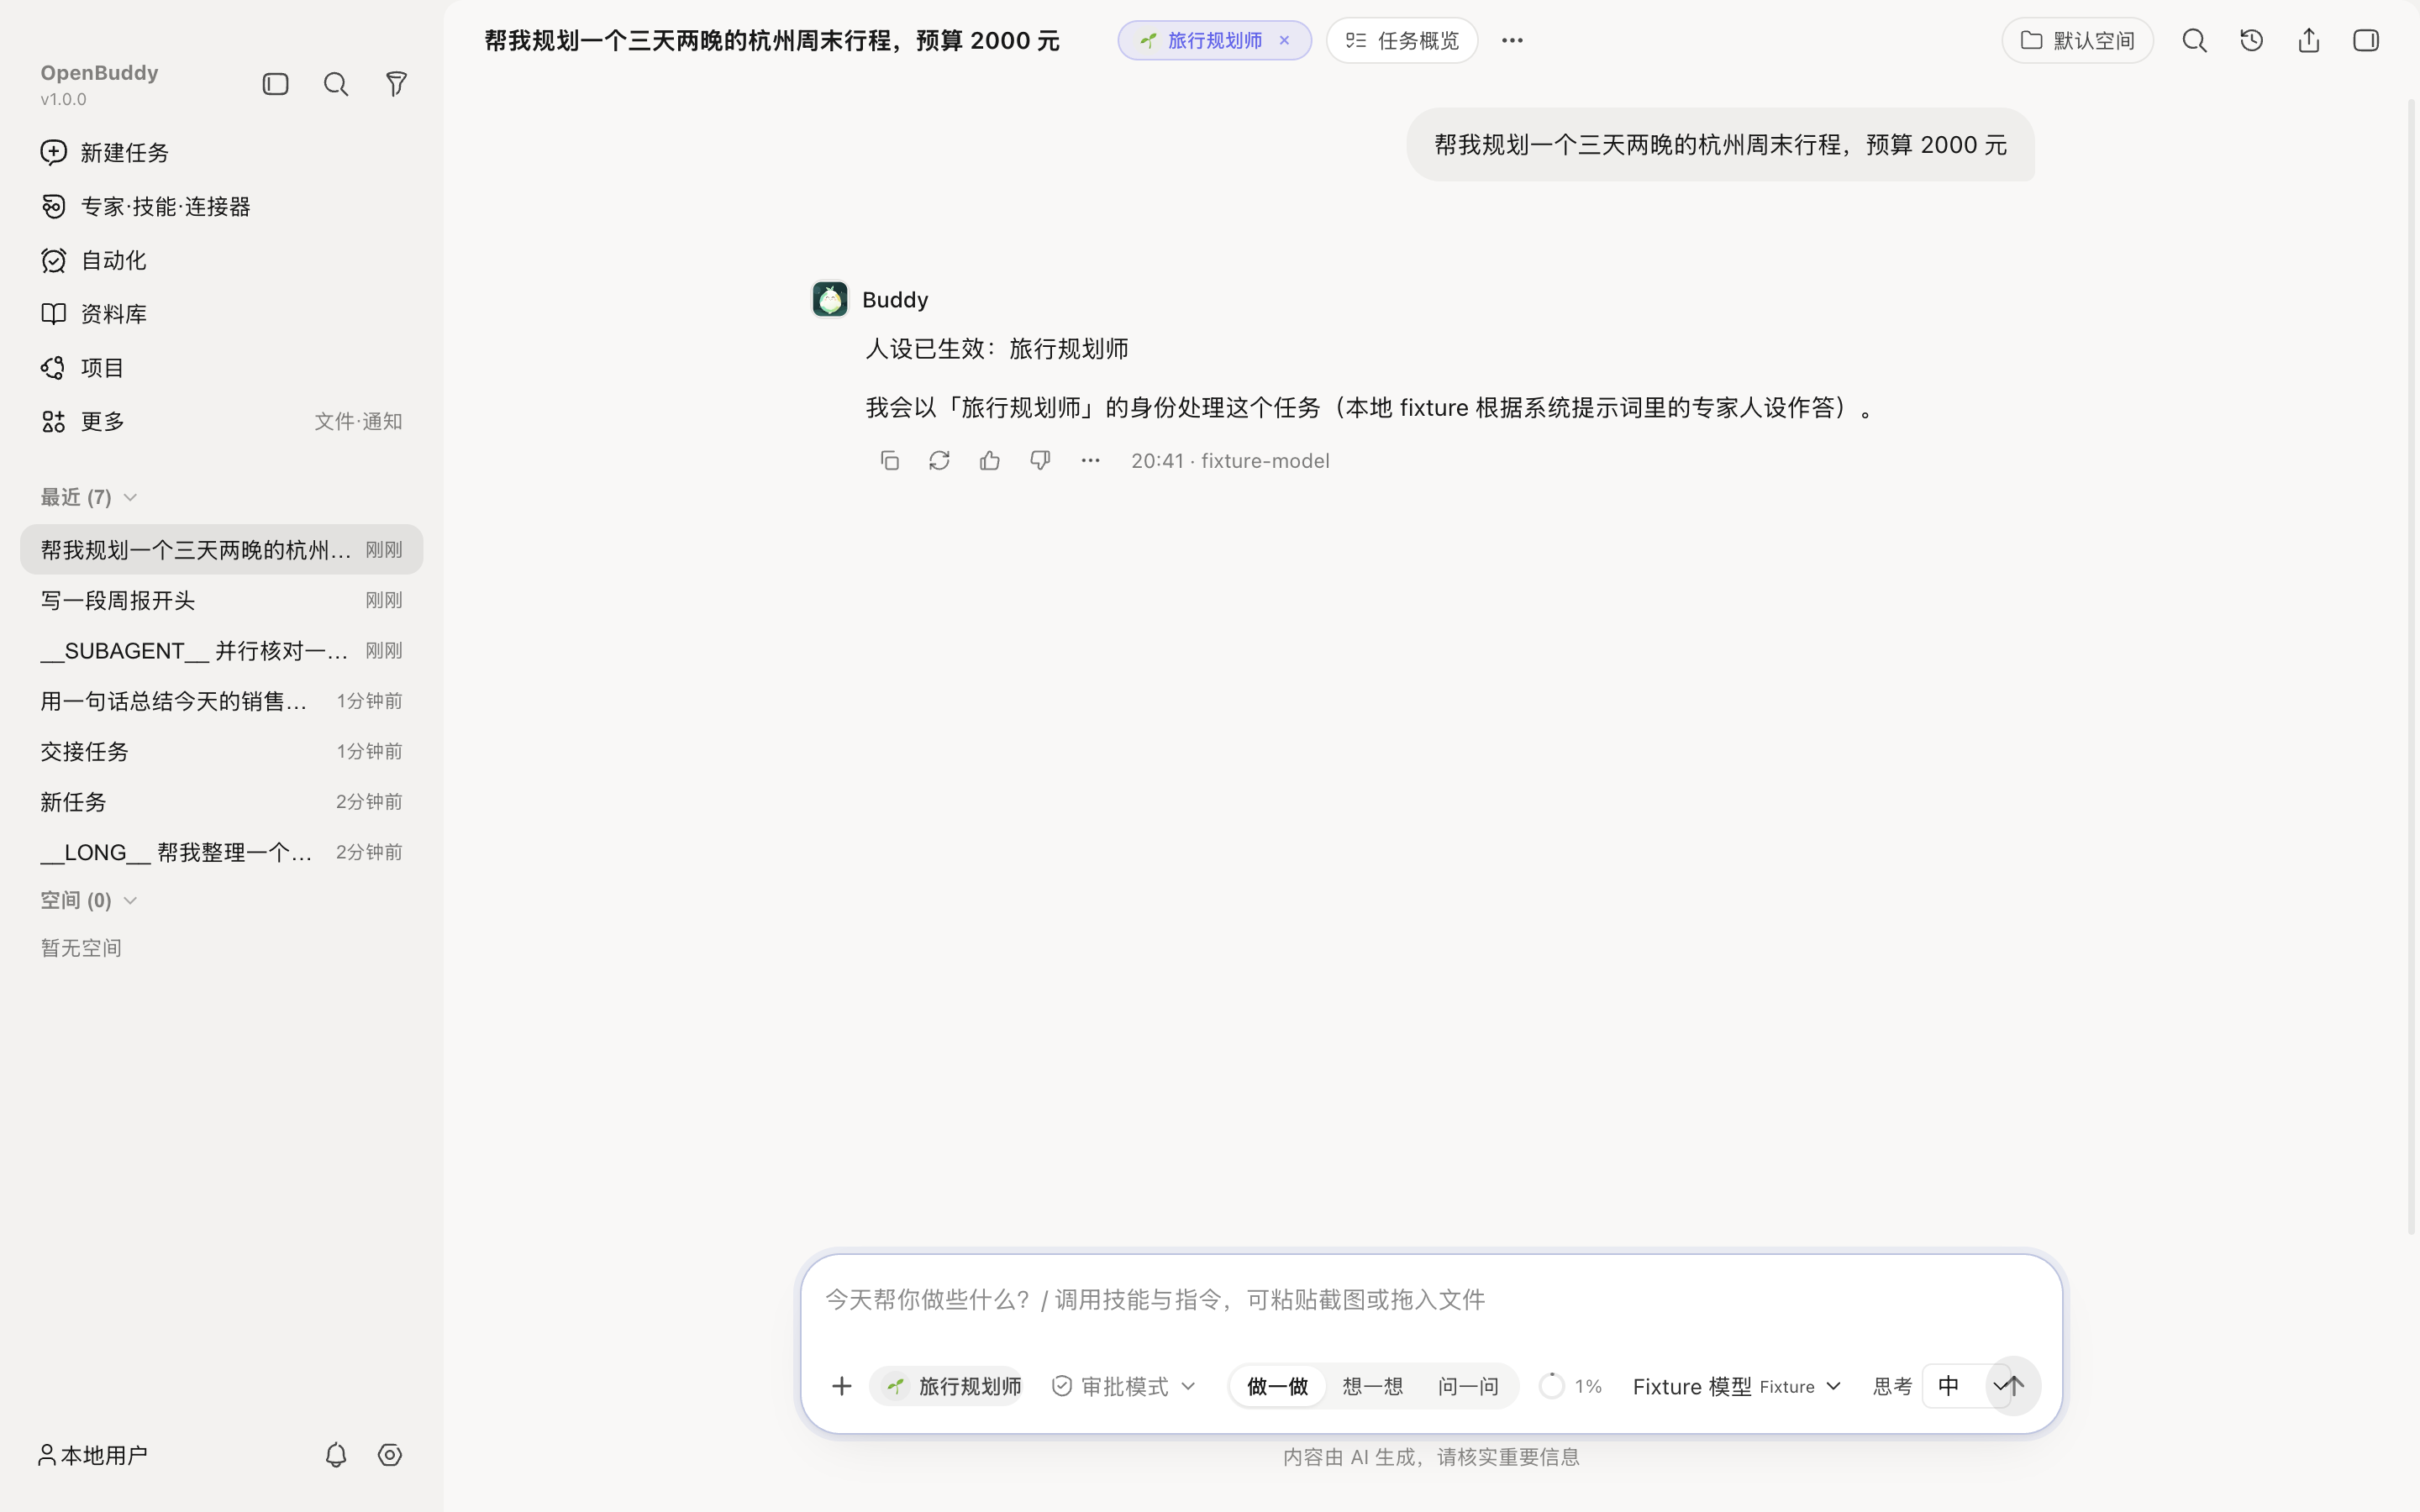 OpenBuddy
v1.0.0
新建任务
专家·技能·连接器
自动化
资料库
项目
更多 文件·通知
最近 (7)
帮我规划一个三天两晚的杭州… 刚刚
写一段周报开头 刚刚
__SUBAGENT__ 并行核对一… 刚刚
用一句话总结今天的销售… 1分钟前
交接任务 1分钟前
新任务 2分钟前
__LONG__ 帮我整理一个… 2分钟前
空间 (0)
暂无空间
本地用户
帮我规划一个三天两晚的杭州周末行程，预算 2000 元
旅行规划师 ×
任务概览
默认空间
帮我规划一个三天两晚的杭州周末行程，预算 2000 元
Buddy
人设已生效：旅行规划师
我会以「旅行规划师」的身份处理这个任务（本地 fixture 根据系统提示词里的专家人设作答）。
20:41 · fixture-model
今天帮你做些什么？/ 调用技能与指令，可粘贴截图或拖入文件
旅行规划师 审批模式 做一做 想一想 问一问 1% Fixture 模型 Fixture 思考 中
内容由 AI 生成，请核实重要信息